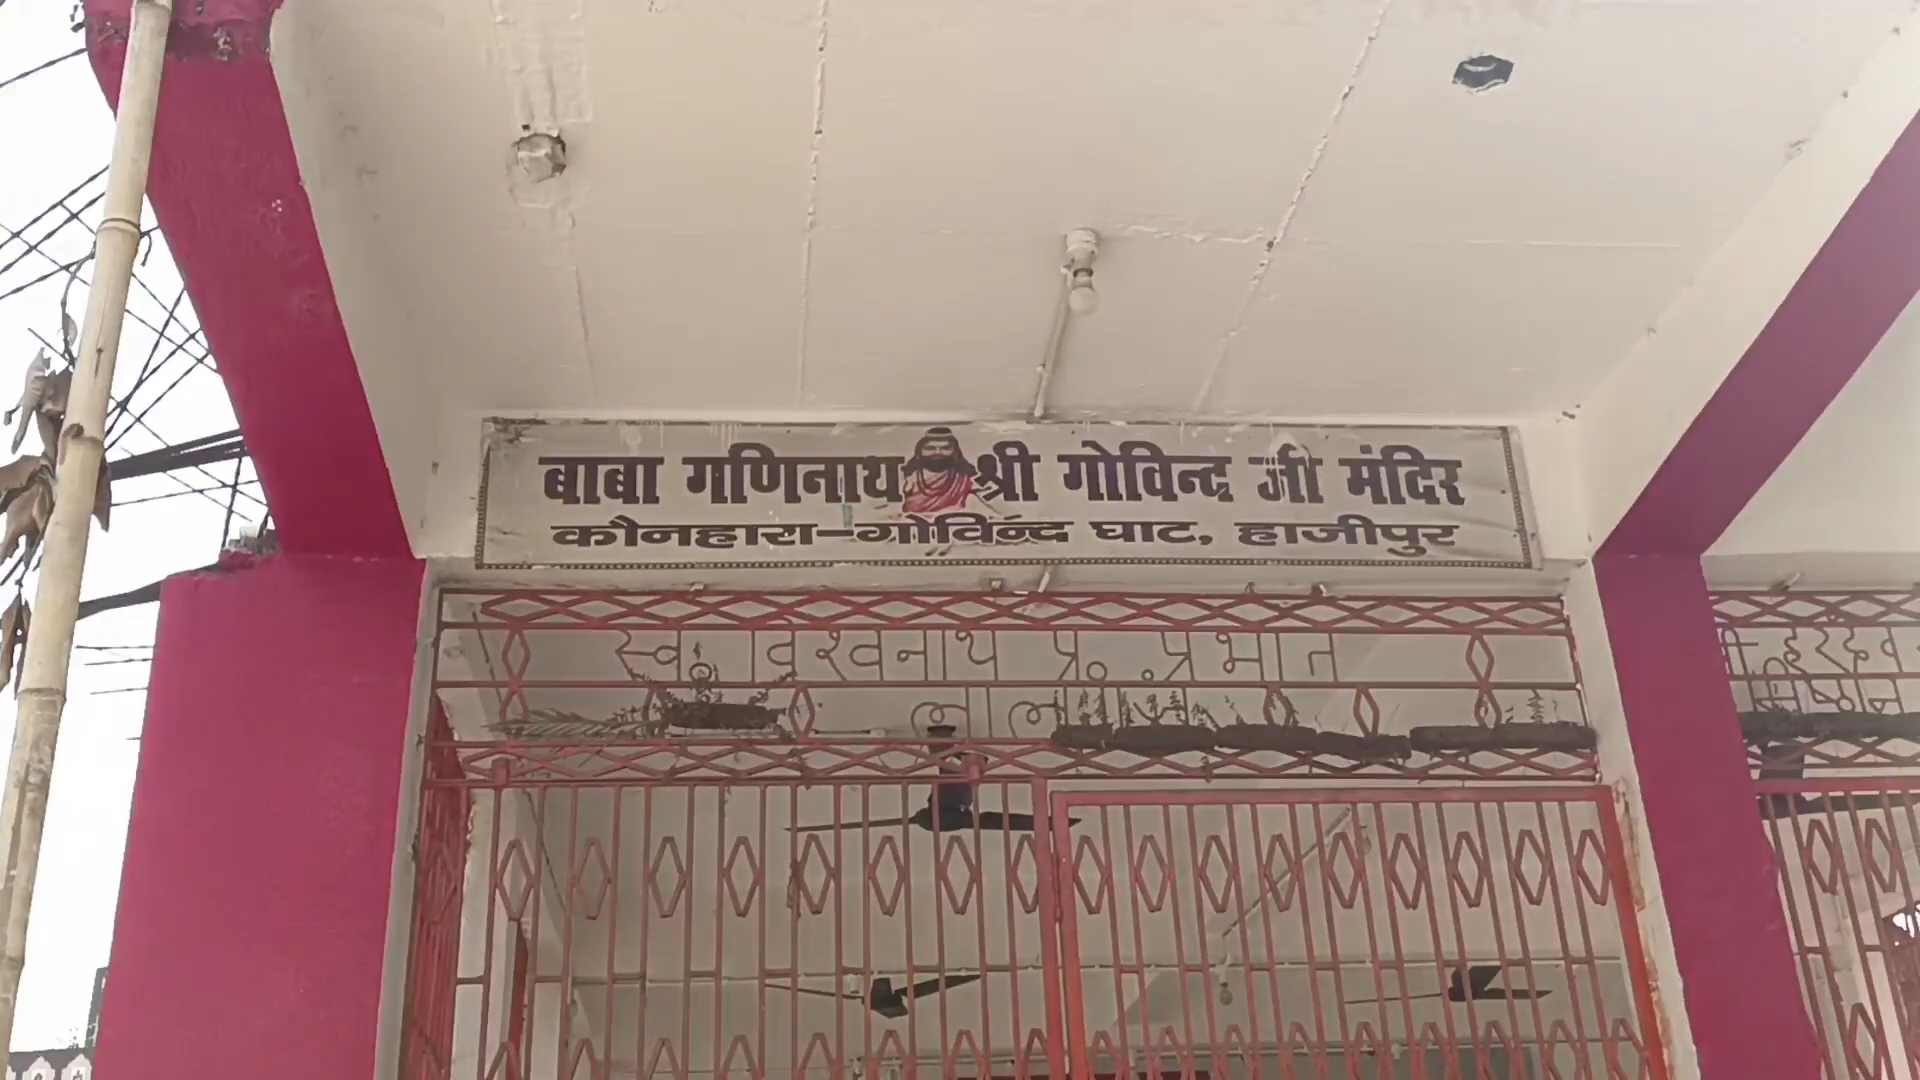 बाबा गणिनाथ श्री गोविन्द जी मंदिर
कौनहारा-गोविन्द घाट, हाजीपुर
स्व. विश्वनाथ प्र. प्रभात